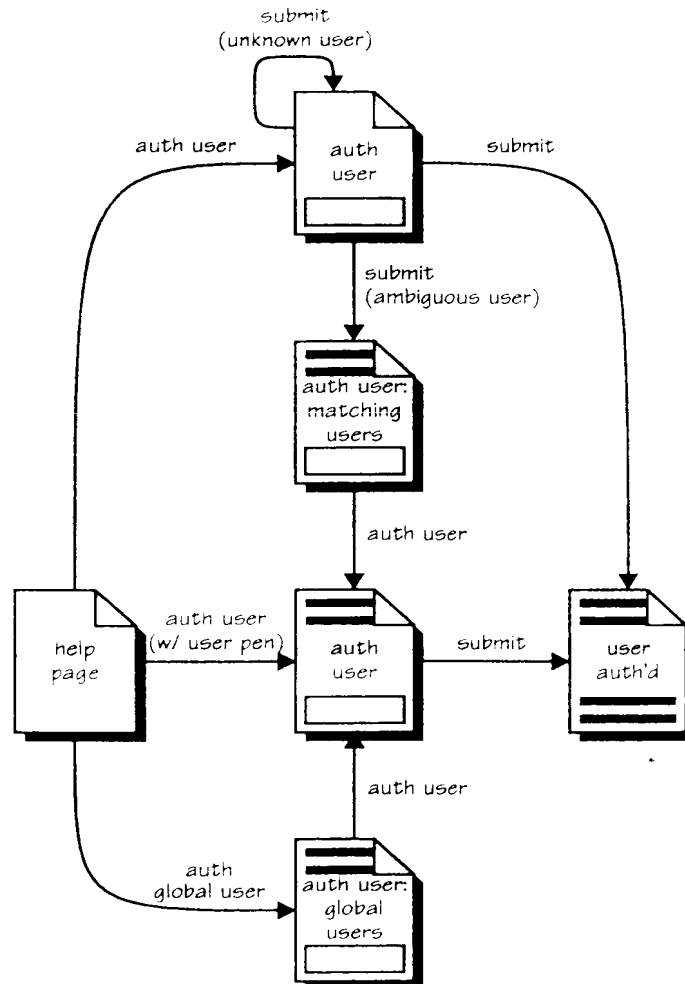 submit
(unknown user)
auth user
auth
user
submit
submit
(ambiguous user)
auth user:
matching
users
auth user
help
page
auth user
(w/ user pen)
auth
user
submit
user
auth'd
auth user
auth
global user
auth user:
global
users